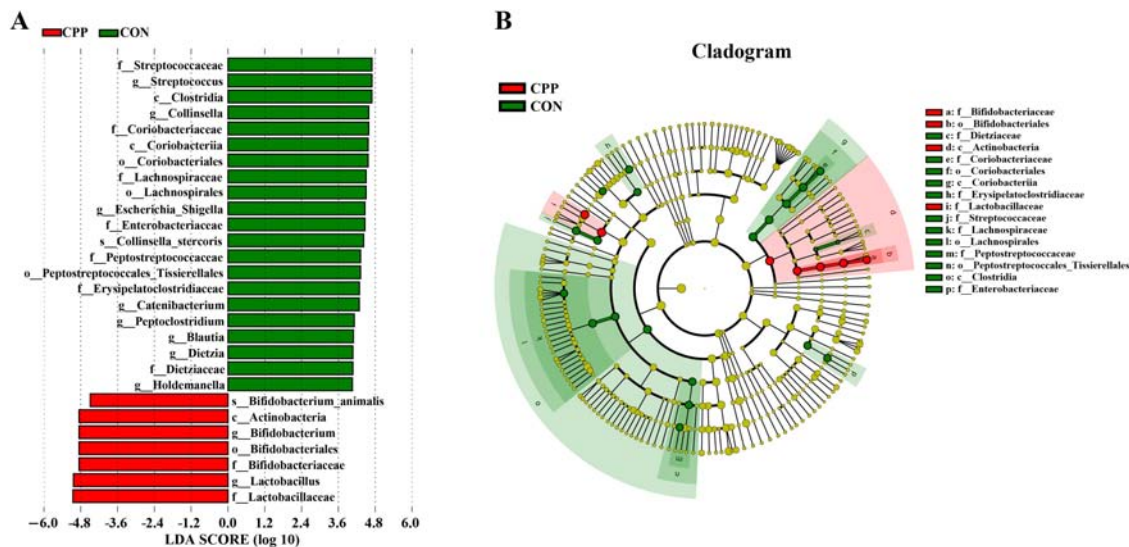 A
CPP CON
f__Streptococcaceae
g__Streptococcus
c__Clostridia
g__Collinsella
f__Coriobacteriaceae
c__Coriobacteriia
o__Coriobacteriales
f__Lachnospiraceae
o__Lachnospirales
g__Escherichia_Shigella
f__Enterobacteriaceae
s__Collinsella_stercoris
f__Peptostreptococcaceae
o__Peptostreptococcales_Tissierellales
f__Erysipelatoclostridiaceae
g__Catenibacterium
g__Peptoclostridium
g__Blautia
g__Dietzia
f__Dietziaceae
g__Holdemanella
s__Bifidobacterium_animalis
c__Actinobacteria
g__Bifidobacterium
o__Bifidobacteriales
f__Bifidobacteriaceae
g__Lactobacillus
f__Lactobacillaceae
−6.0 -4.8 -3.6 -2.4 -1.2 0.0 1.2 2.4 3.6 4.8 6.0
LDA SCORE (log 10)
B
Cladogram
CPP
CON
a: f__Bifidobacteriaceae
b: o__Bifidobacteriales
c: f__Dietziaceae
d: c__Actinobacteria
e: f__Coriobacteriaceae
f: o__Coriobacteriales
g: c__Coriobacteriia
h: f__Erysipelatoclostridiaceae
i: f__Lactobacillaceae
j: f__Streptococcaceae
k: f__Lachnospiraceae
l: o__Lachnospirales
m: f__Peptostreptococcaceae
n: o__Peptostreptococcales_Tissierellales
o: c__Clostridia
p: f__Enterobacteriaceae
h
g
f
d
c
b
a
l
k
o
p
m
n